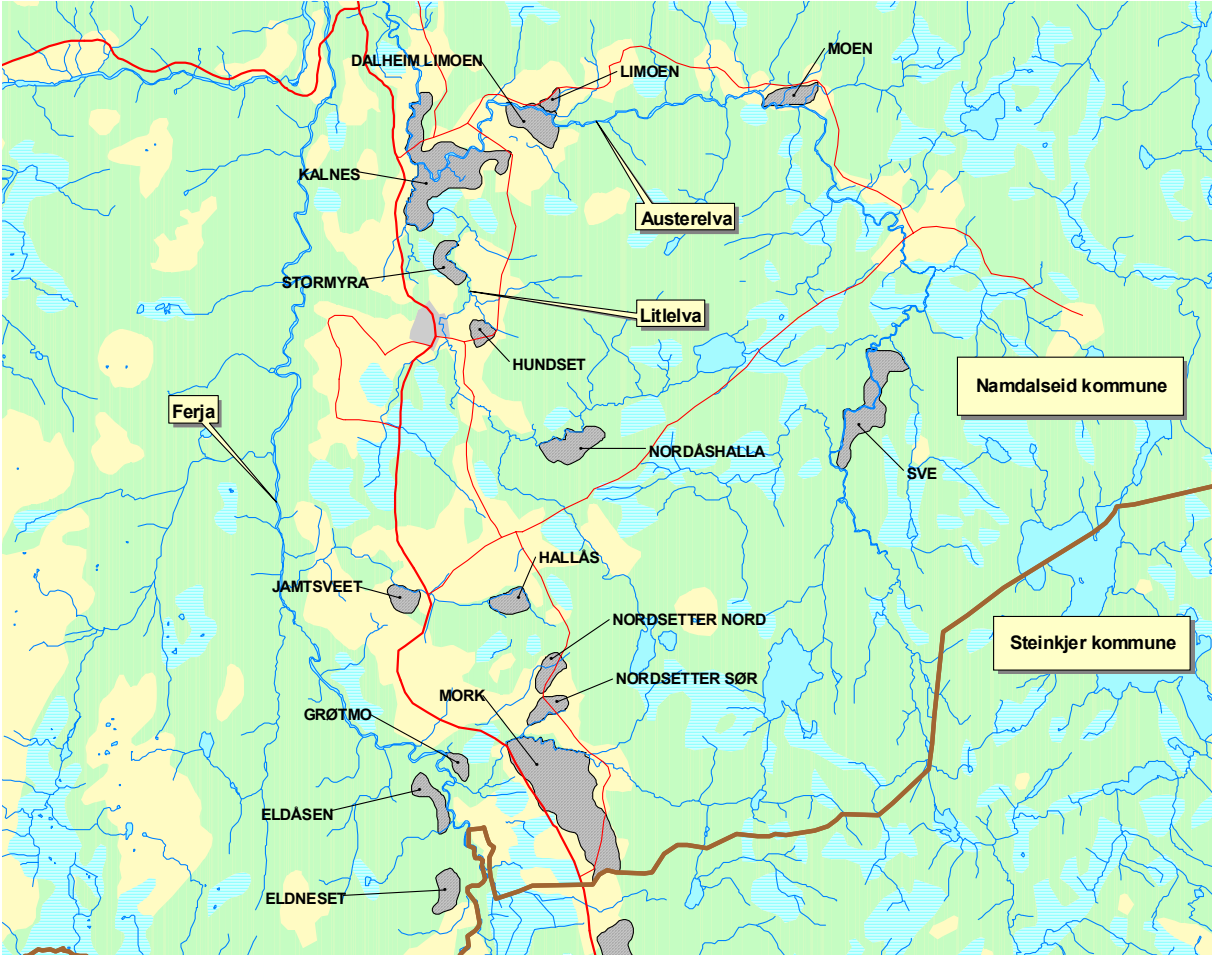 MOEN
DALHEIM LIMOEN
LIMOEN
KALNES
Austerelva
STORMYRA
Litlelva
HUNDSET
Namdalseid kommune
Ferja
NORDÅSHALLA
SVE
HALLÅS
JAMTSVEET
NORDSETTER NORD
Steinkjer kommune
NORDSETTER SØR
MORK
GRØTMO
ELDÅSEN
ELDNESET